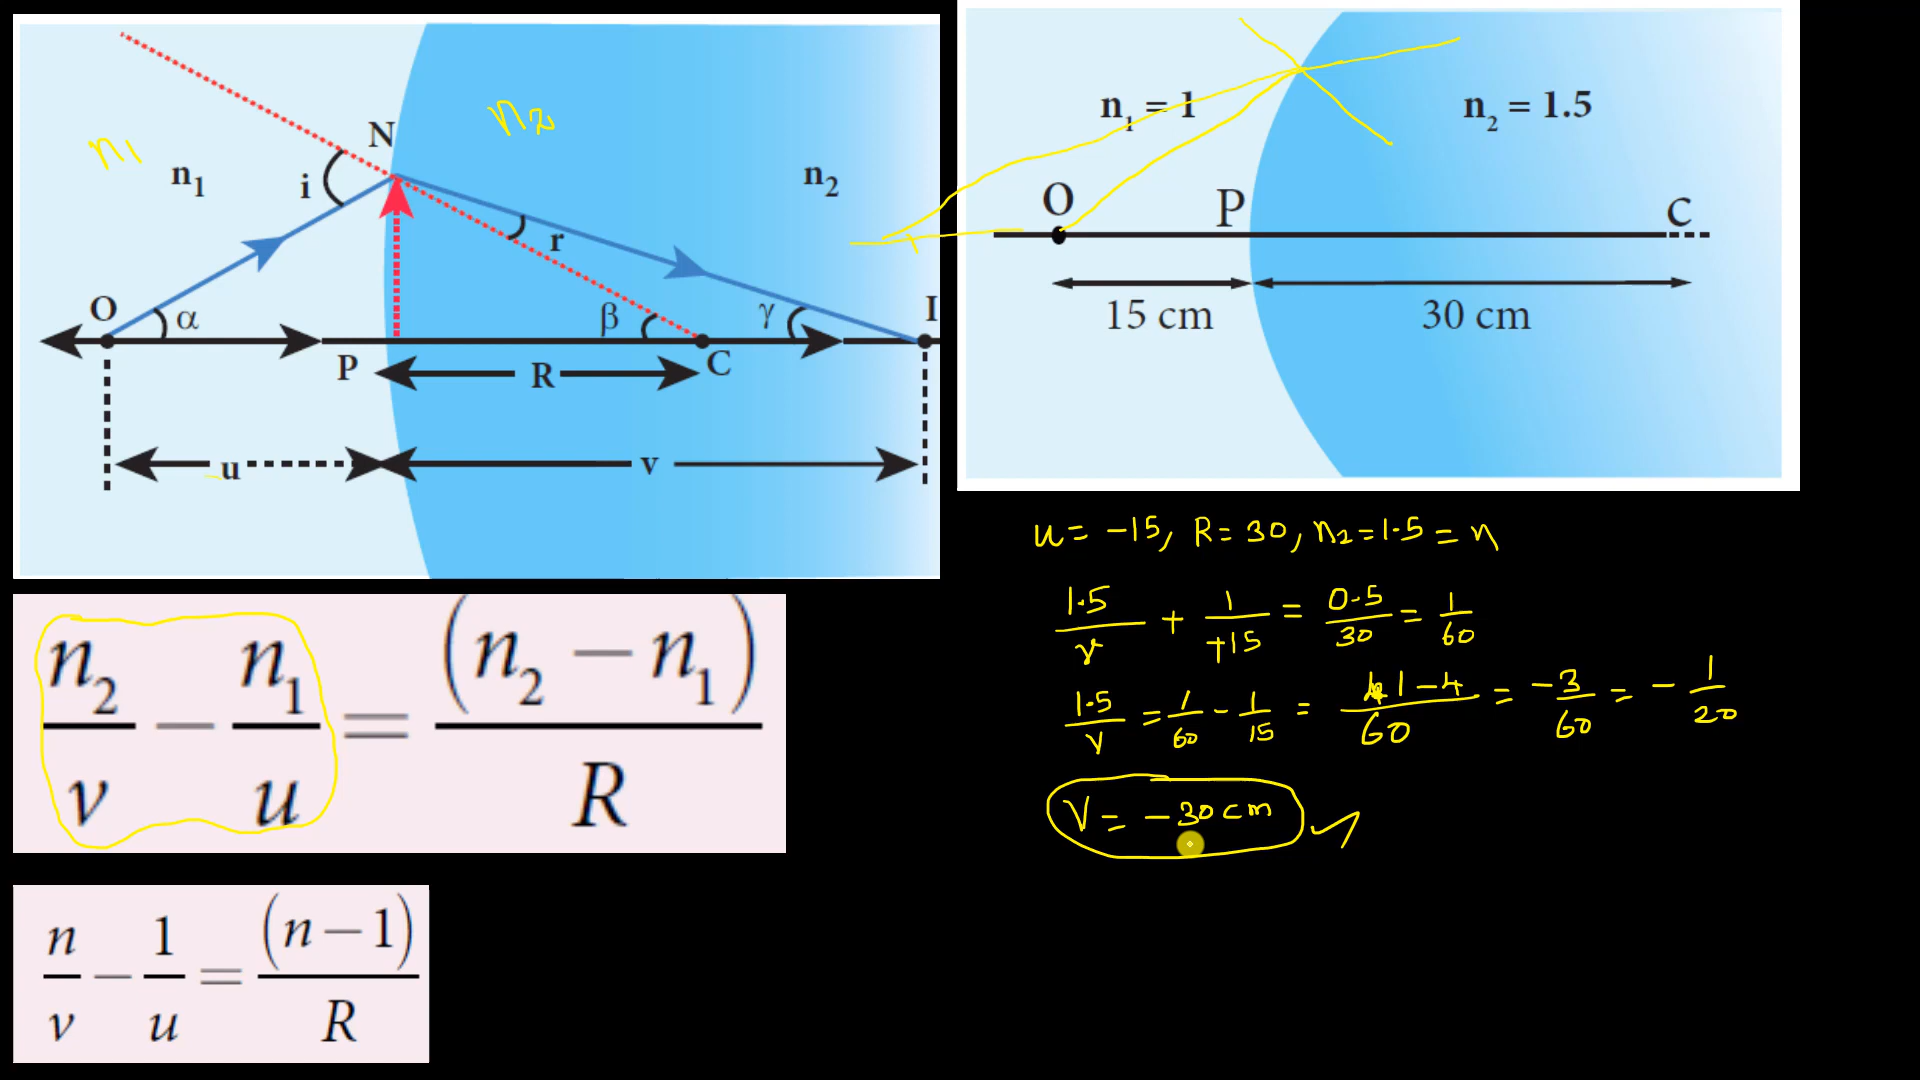 n1
n2
N
n₁
i
n₂
r
O
α
β
γ
I
P
R
C
u
v
n₁ = 1
n₂ = 1.5
O
P
C
15 cm
30 cm
u = -15, R = 30, n2 = 1.5 = n
1.5/v + 1/+15 = 0.5/30 = 1/60
1.5/v = 1/60 - 1/15 = 1-4/60 = -3/60 = -1/20
V = -30 cm ✓
n₂/v − n₁/u = (n₂ − n₁)/R
n/v − 1/u = (n−1)/R